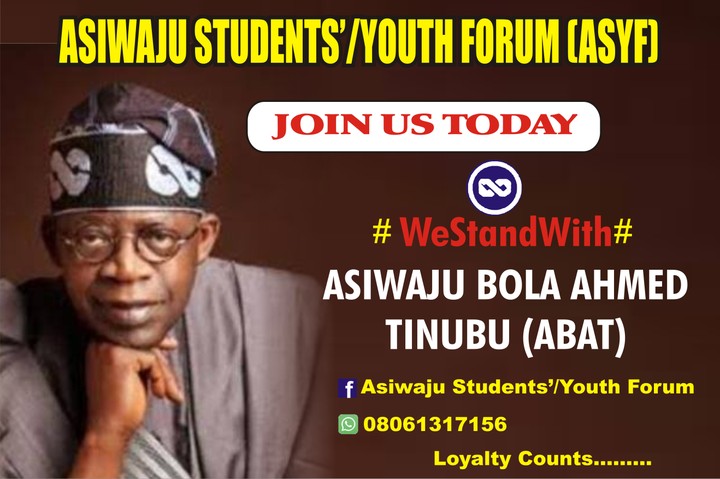 ASIWAJU STUDENTS'/YOUTH FORUM (ASYF)
JOIN US TODAY
# WeStandWith#
ASIWAJU BOLA AHMED
TINUBU (ABAT)
f Asiwaju Students'/Youth Forum
08061317156
Loyalty Counts.........